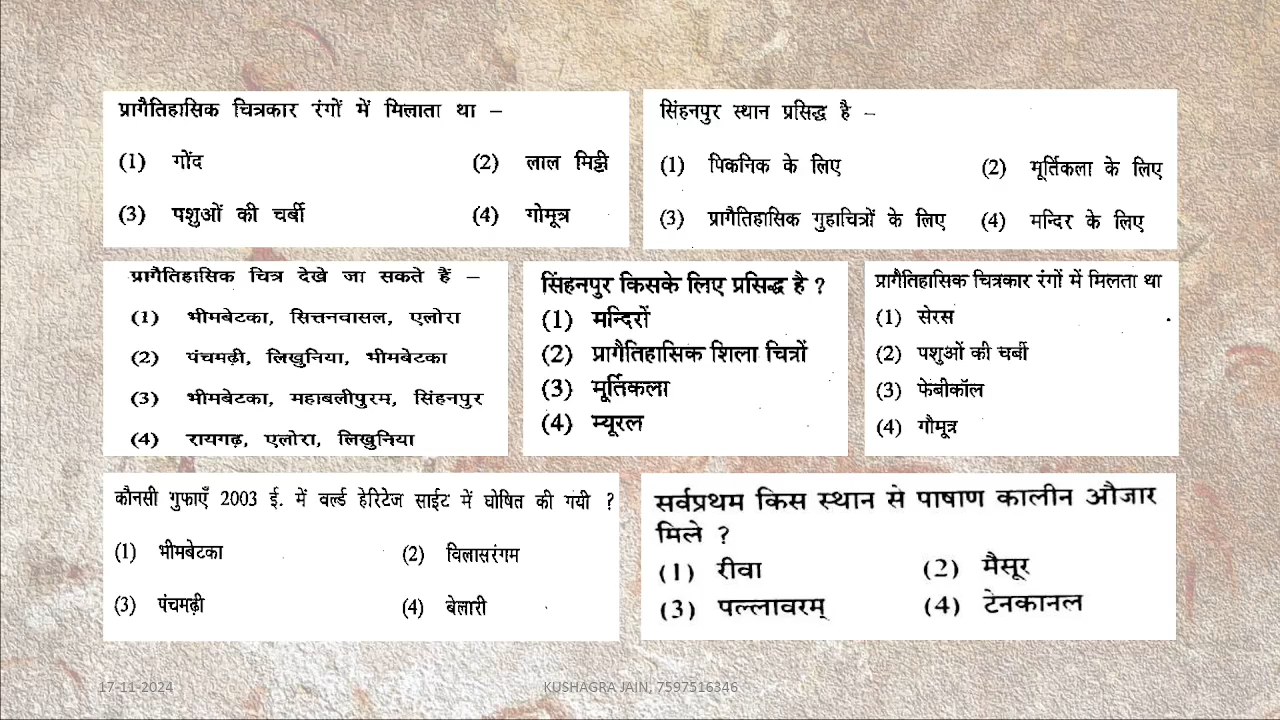 प्रागैतिहासिक चित्रकार रंगों में मिलाता था –
(1) गोंद (2) लाल मिट्टी
(3) पशुओं की चर्बी (4) गोमूत्र
सिंहनपुर स्थान प्रसिद्ध है –
(1) पिकनिक के लिए (2) मूर्तिकला के लिए
(3) प्रागैतिहासिक गुहाचित्रों के लिए (4) मन्दिर के लिए
प्रागैतिहासिक चित्र देखे जा सकते हैं –
(1) भीमबेटका, सित्तनवासल, एलोरा
(2) पंचमढ़ी, लिखुनिया, भीमबेटका
(3) भीमबेटका, महाबलीपुरम, सिंहनपुर
(4) रायगढ़, एलोरा, लिखुनिया
सिंहनपुर किसके लिए प्रसिद्ध है ?
(1) मन्दिरों
(2) प्रागैतिहासिक शिला चित्रों
(3) मूर्तिकला
(4) म्यूरल
प्रागैतिहासिक चित्रकार रंगों में मिलता था
(1) सेरस
(2) पशुओं की चर्बी
(3) फेबीकॉल
(4) गौमूत्र
कौनसी गुफाएँ 2003 ई. में वर्ल्ड हेरिटेज साईट में घोषित की गयी ?
(1) भीमबेटका (2) विलासरंगम
(3) पंचमढ़ी (4) बेलारी
सर्वप्रथम किस स्थान से पाषाण कालीन औजार
मिले ?
(1) रीवा (2) मैसूर
(3) पल्लावरम् (4) टेनकानल
17-11-2024 KUSHAGRA JAIN, 7597516346